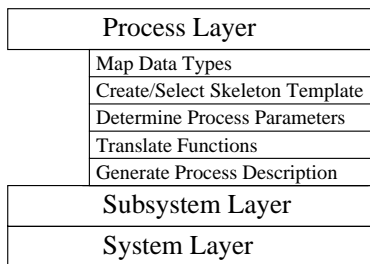 Process Layer
Map Data Types
Create/Select Skeleton Template
Determine Process Parameters
Translate Functions
Generate Process Description
Subsystem Layer
System Layer